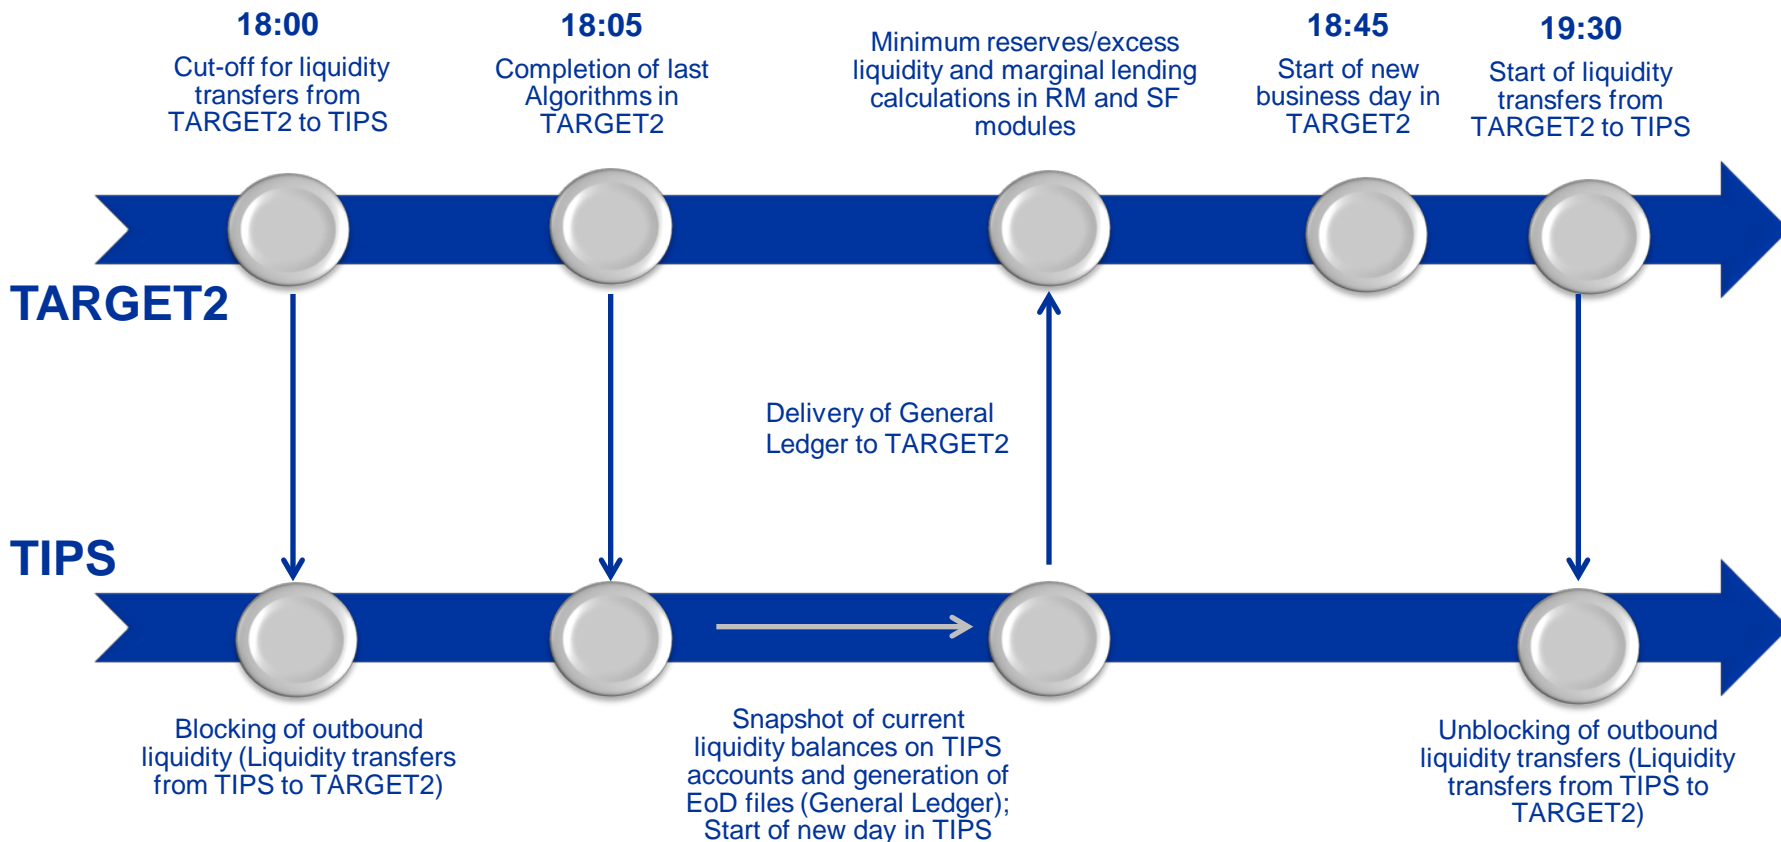 18:00
Cut-off for liquidity
transfers from
TARGET2 to TIPS
18:05
Completion of last
Algorithms in
TARGET2
Minimum reserves/excess
liquidity and marginal lending
calculations in RM and SF
modules
18:45
Start of new
business day in
TARGET2
19:30
Start of liquidity
transfers from
TARGET2 to TIPS
TARGET2
Delivery of General
Ledger to TARGET2
TIPS
Blocking of outbound
liquidity (Liquidity transfers
from TIPS to TARGET2)
Snapshot of current
liquidity balances on TIPS
accounts and generation of
EoD files (General Ledger);
Start of new day in TIPS
Unblocking of outbound
liquidity transfers (Liquidity
transfers from TIPS to
TARGET2)